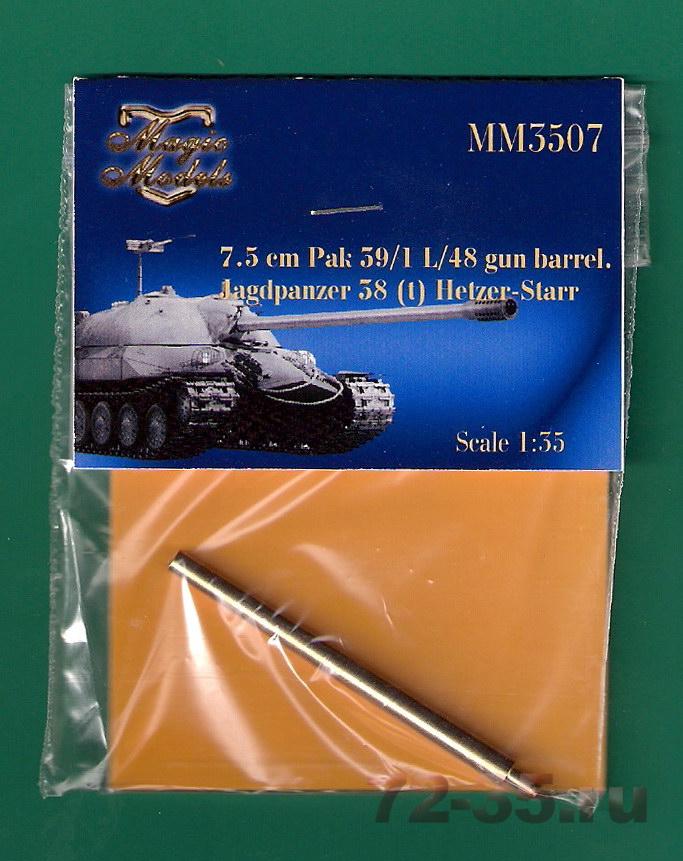 Magic
Models
MM3507
7.5 cm Pak 39/1 L/48 gun barrel.
Jagdpanzer 38 (t) Hetzer-Starr
Scale 1:35
72-35.ru